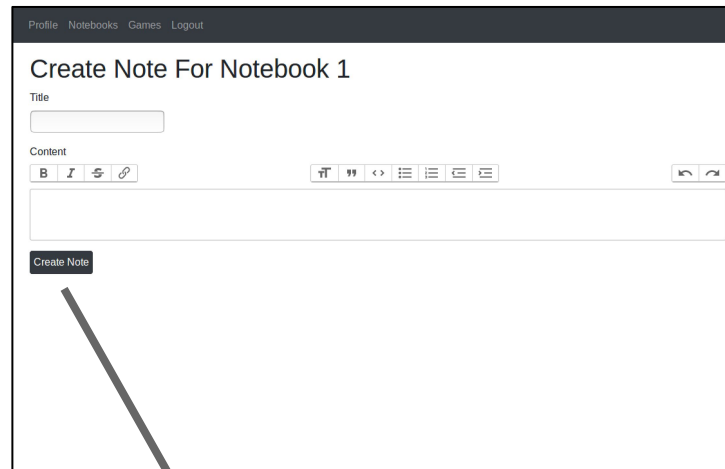 Profile Notebooks Games Logout
Create Note For Notebook 1
Title
Content
B I S
Create Note